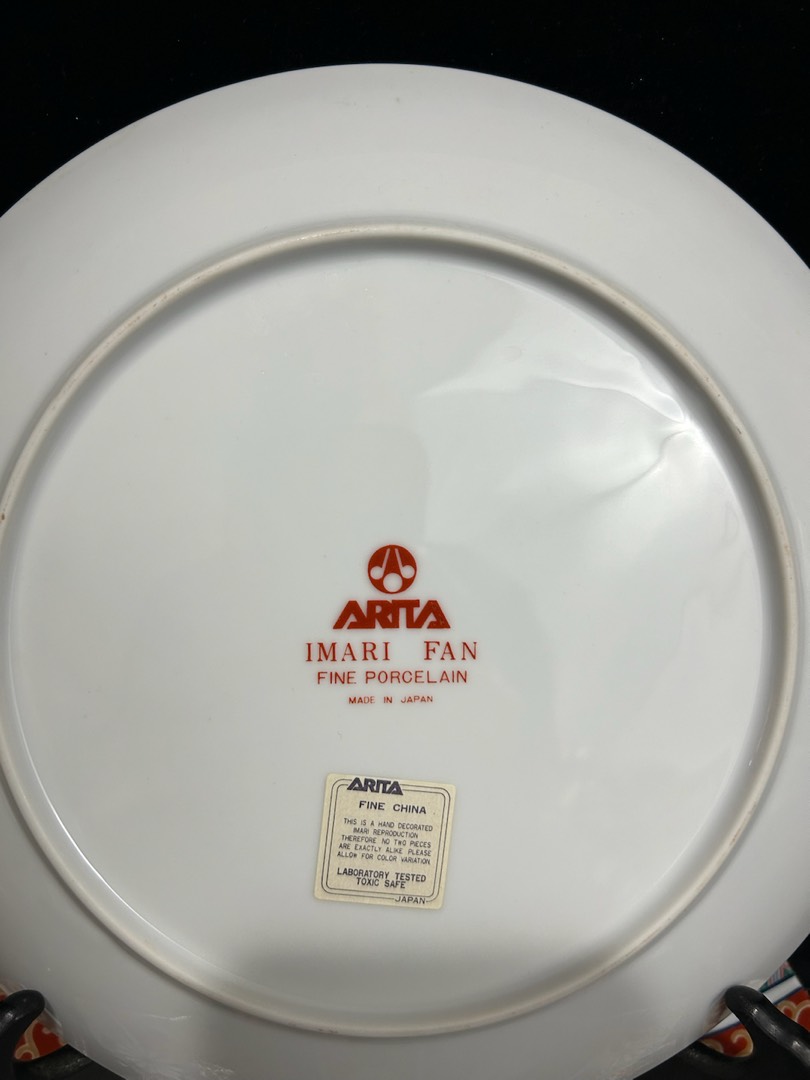 ARITA
IMARI FAN
FINE PORCELAIN
MADE IN JAPAN
ARITA
FINE CHINA
THIS IS A HAND DECORATED
IMARI REPRODUCTION
THEREFORE NO TWO PIECES
ARE EXACTLY ALIKE PLEASE
ALLOW FOR COLOR VARIATION
LABORATORY TESTED
TOXIC SAFE
JAPAN